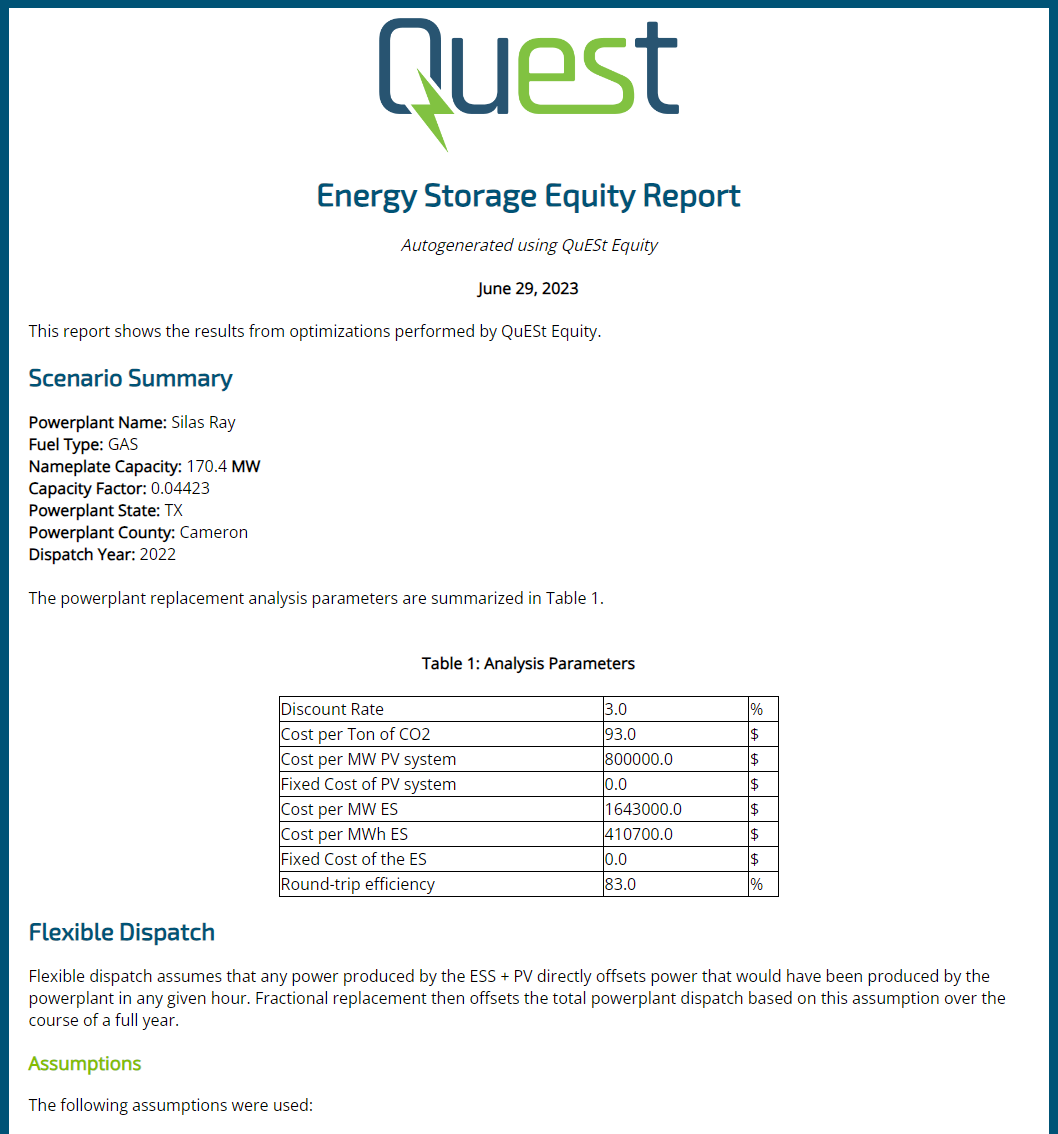 Quest
Energy Storage Equity Report
Autogenerated using QuESt Equity
June 29, 2023
This report shows the results from optimizations performed by QuESt Equity.
Scenario Summary
Powerplant Name: Silas Ray
Fuel Type: GAS
Nameplate Capacity: 170.4 MW
Capacity Factor: 0.04423
Powerplant State: TX
Powerplant County: Cameron
Dispatch Year: 2022
The powerplant replacement analysis parameters are summarized in Table 1.
Table 1: Analysis Parameters
Discount Rate 3.0 %
Cost per Ton of CO2 93.0 $
Cost per MW PV system 800000.0 $
Fixed Cost of PV system 0.0 $
Cost per MW ES 1643000.0 $
Cost per MWh ES 410700.0 $
Fixed Cost of the ES 0.0 $
Round-trip efficiency 83.0 %
Flexible Dispatch
Flexible dispatch assumes that any power produced by the ESS + PV directly offsets power that would have been produced by the
powerplant in any given hour. Fractional replacement then offsets the total powerplant dispatch based on this assumption over the
course of a full year.
Assumptions
The following assumptions were used: